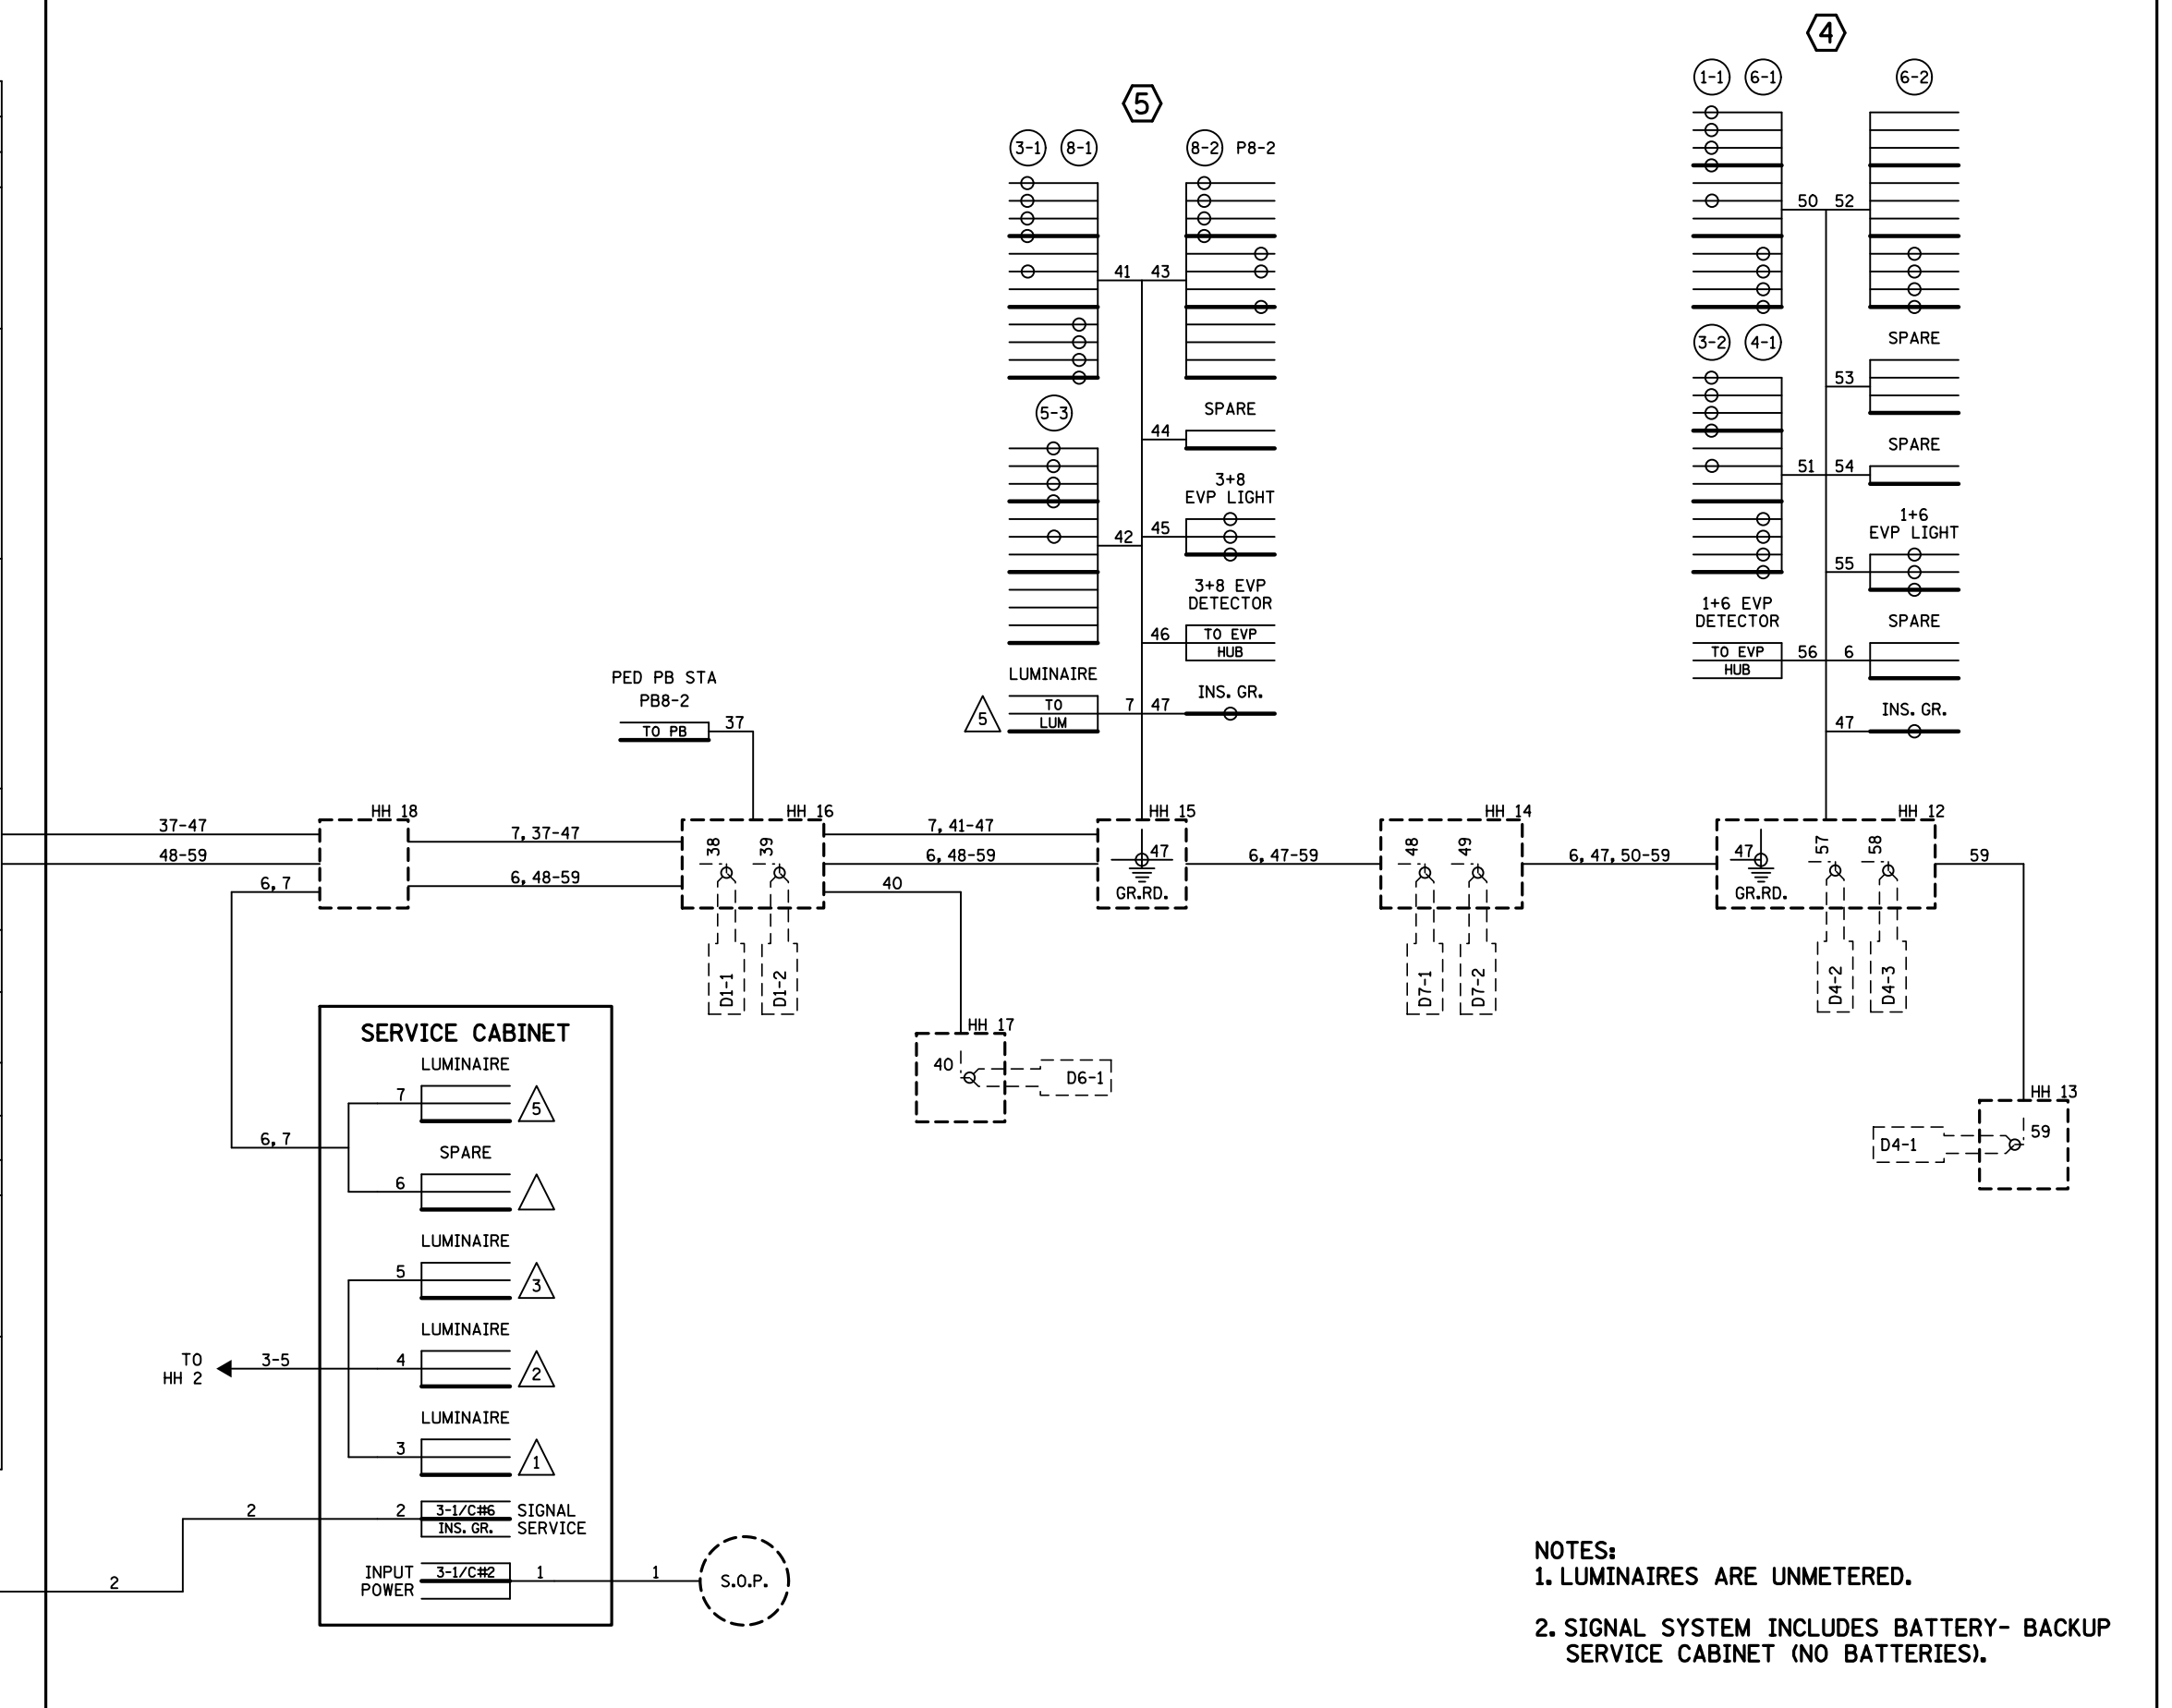 4
1-1 6-1 6-2
50 52
3-2 4-1
SPARE
53
SPARE
51 54
1+6
EVP LIGHT
55
1+6 EVP
DETECTOR
TO EVP
HUB
SPARE
56 6
INS. GR.
47
5
3-1 8-1 8-2 P8-2
41 43
5-3
SPARE
44
3+8
EVP LIGHT
45
42
3+8 EVP
DETECTOR
46 TO EVP
HUB
LUMINAIRE
5
TO
LUM
7 47
INS. GR.
PED PB STA
PB8-2
TO PB
37
37-47
48-59
6, 7
HH 18
7, 37-47
6, 48-59
HH 16
38
39
D1-1
D1-2
7, 41-47
6, 48-59
40
HH 15
47
GR.RD.
6, 47-59
HH 14
48
49
D7-1
D7-2
6, 47, 50-59
HH 12
47
GR.RD.
57
58
D4-2
D4-3
59
HH 17
40
D6-1
HH 13
59
D4-1
SERVICE CABINET
LUMINAIRE
7
5
6, 7
SPARE
6
LUMINAIRE
5
3
LUMINAIRE
TO
HH 2
3-5
4
2
LUMINAIRE
3
1
2
2
3-1/C#6
INS. GR.
SIGNAL
SERVICE
2
INPUT
POWER
3-1/C#2
1
1
S.O.P.
NOTES:
1. LUMINAIRES ARE UNMETERED.
2. SIGNAL SYSTEM INCLUDES BATTERY- BACKUP
SERVICE CABINET (NO BATTERIES).